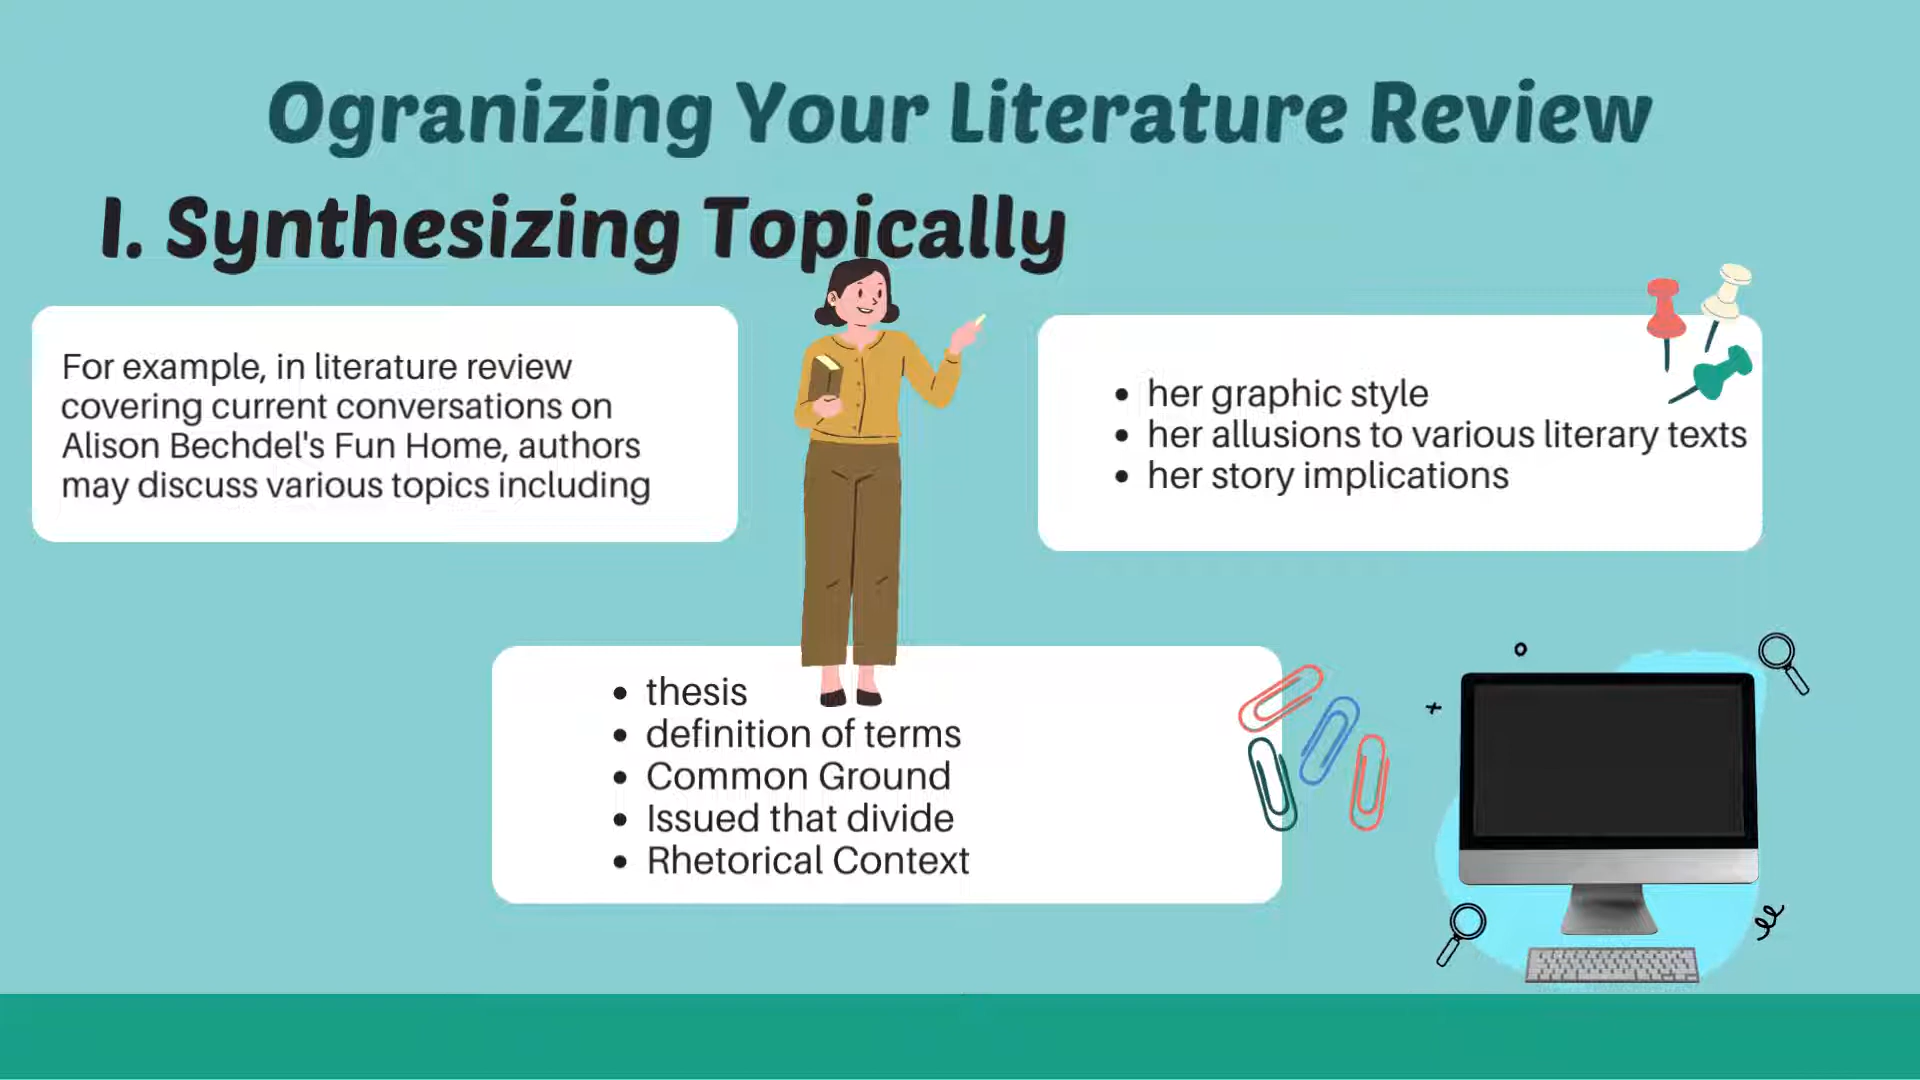 Ogranizing Your Literature Review
I. Synthesizing Topically
For example, in literature review
covering current conversations on
Alison Bechdel's Fun Home, authors
may discuss various topics including
• her graphic style
• her allusions to various literary texts
• her story implications
• thesis
• definition of terms
• Common Ground
• Issued that divide
• Rhetorical Context